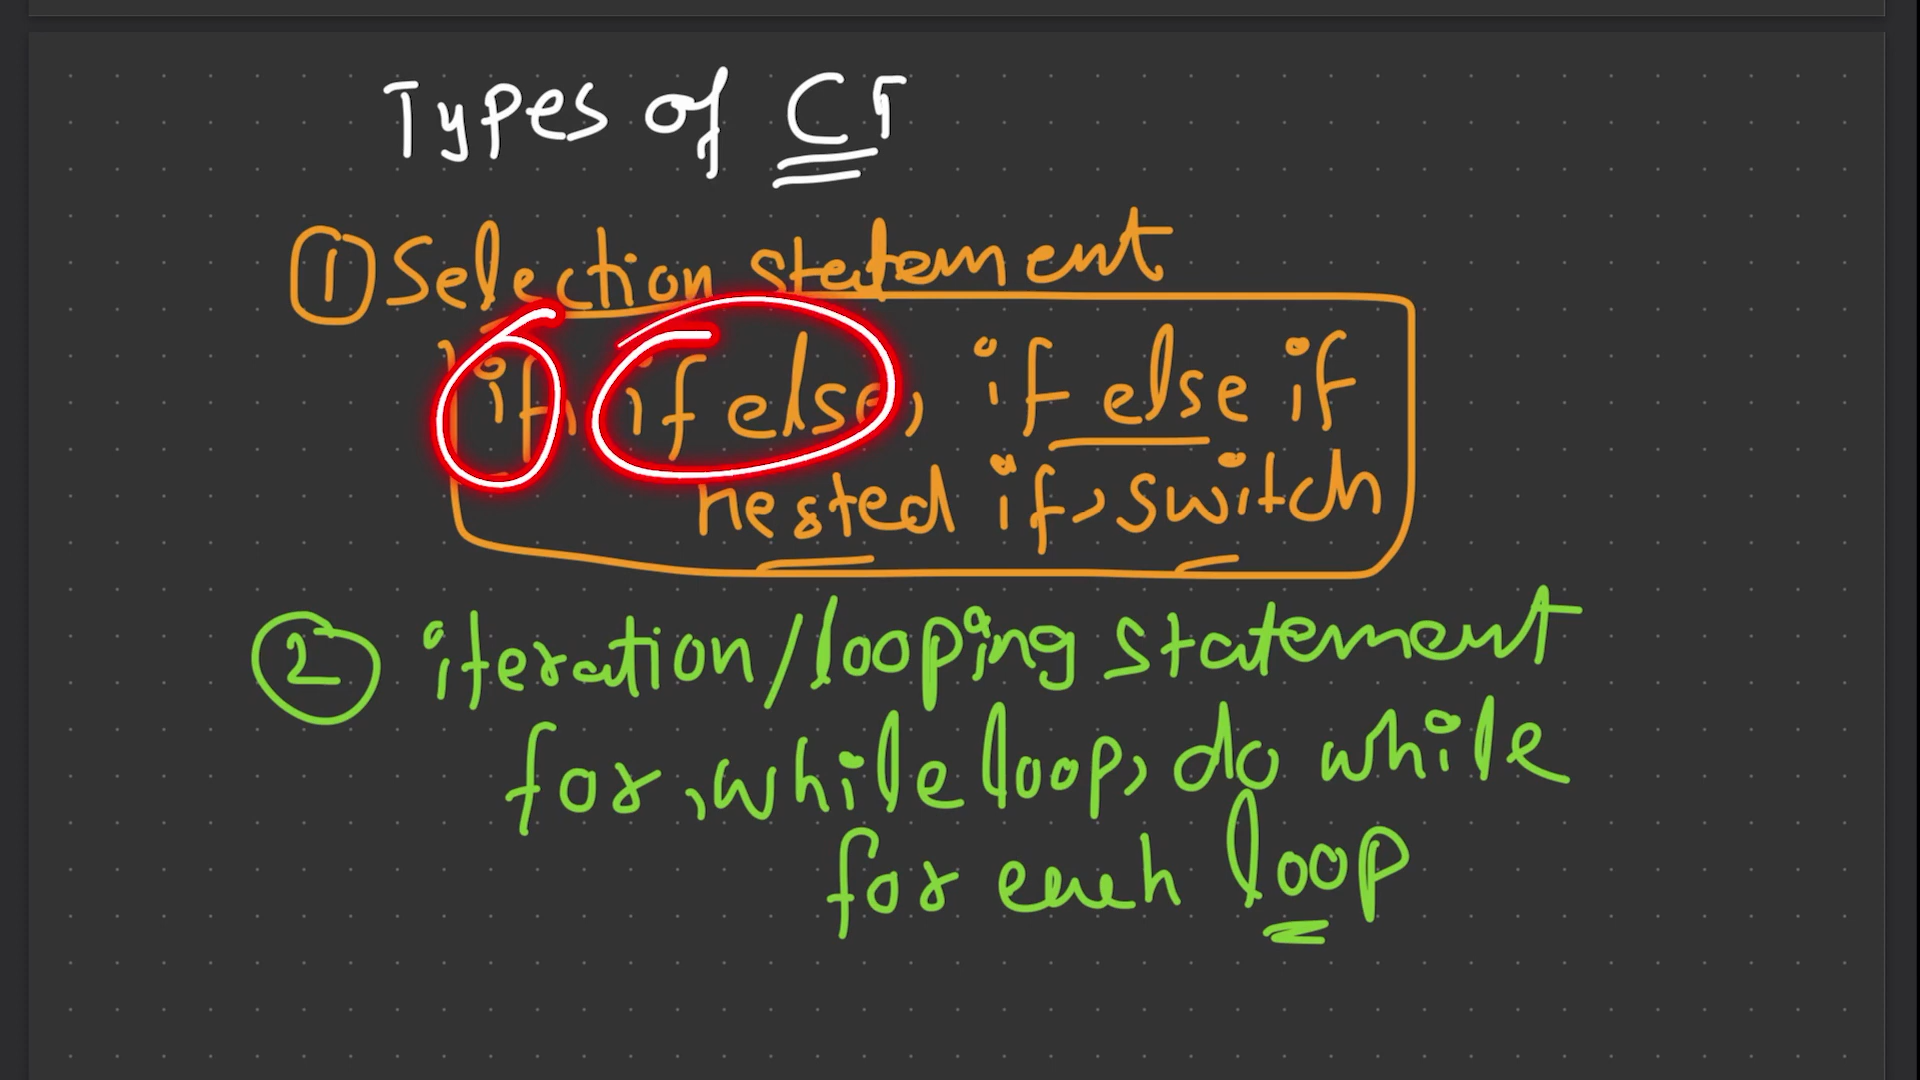 Types of CT
① Selection statement
if, if else, if else if
nested if, switch
② iteration/looping statement
for, while loop, do while
for each loop